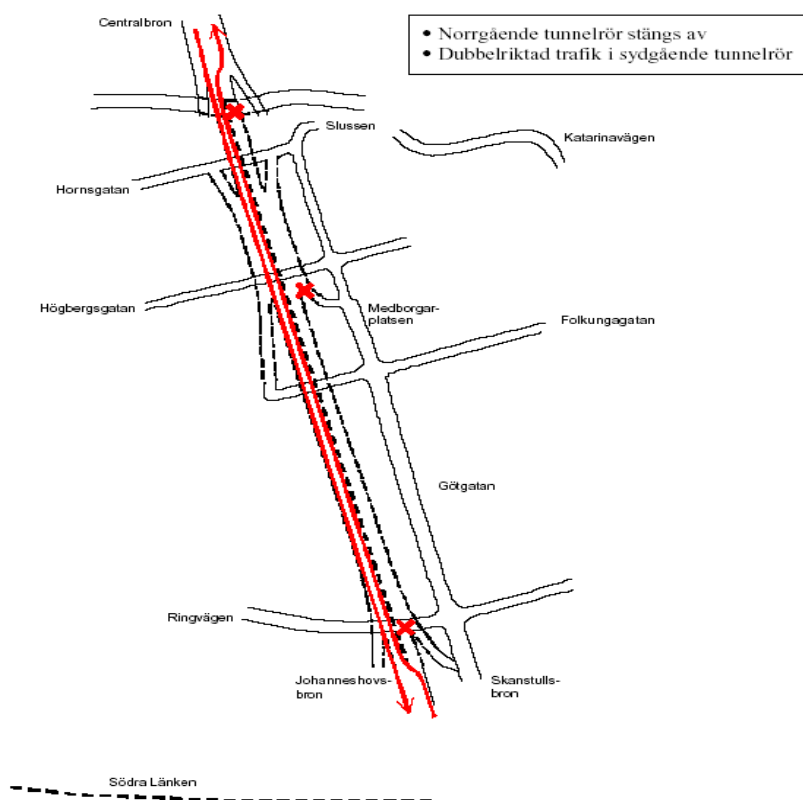 Centralbron
• Norrgående tunnelrör stängs av
• Dubbelriktad trafik i sydgående tunnelrör
Slussen
Katarinavägen
Hornsgatan
Högbergsgatan
Medborgar-
platsen
Folkungagatan
Götgatan
Ringvägen
Johanneshovs-
bron
Skanstulls-
bron
Södra Länken